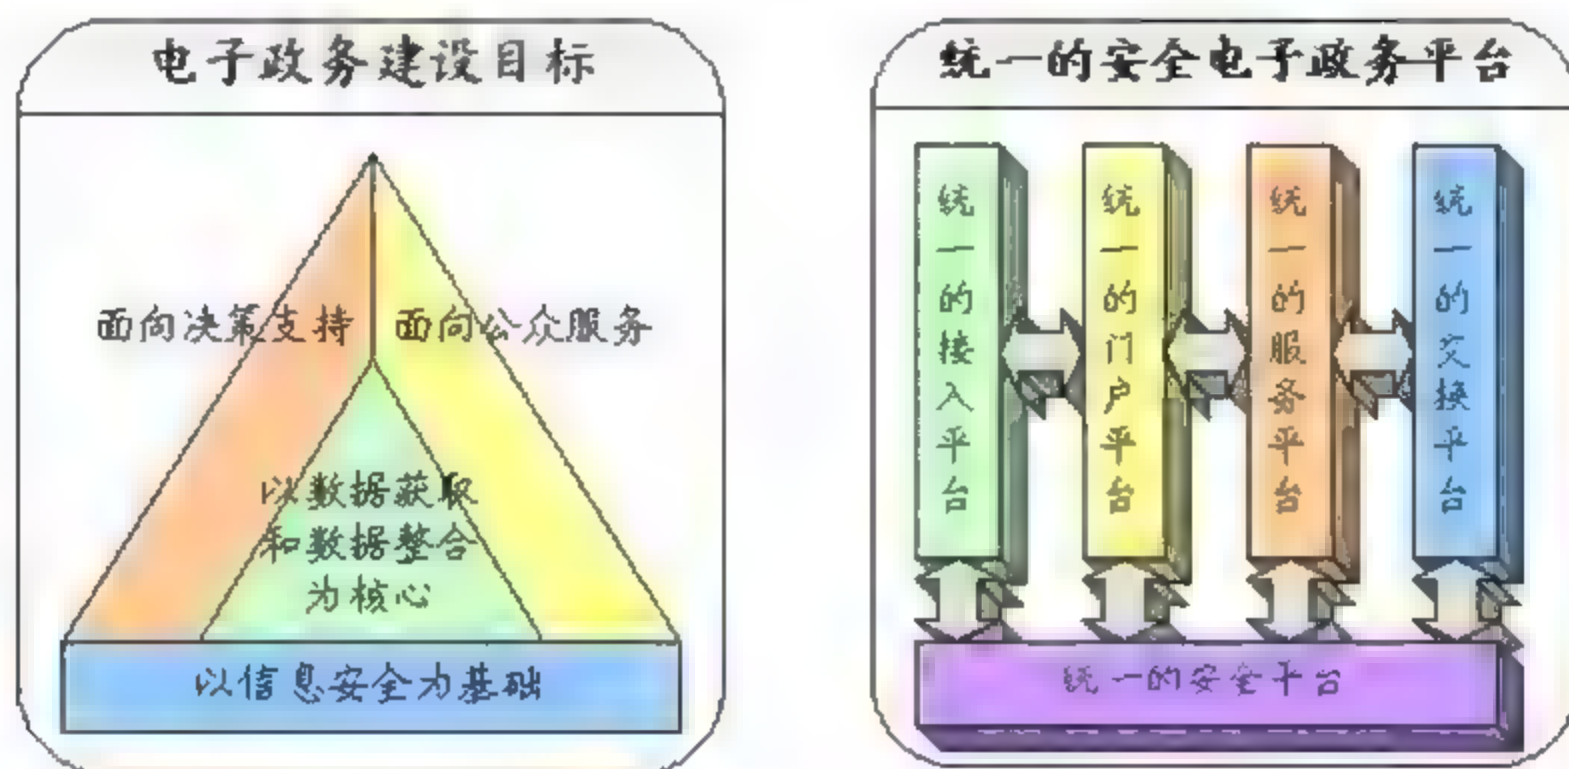 电子政务建设目标
面向决策支持
面向公众服务
以数据获取
和数据整合
为核心
以信息安全为基础
统一的安全电子政务平台
统一的接入平台
统一的门户平台
统一的服务平台
统一的交换平台
统一的安全平台